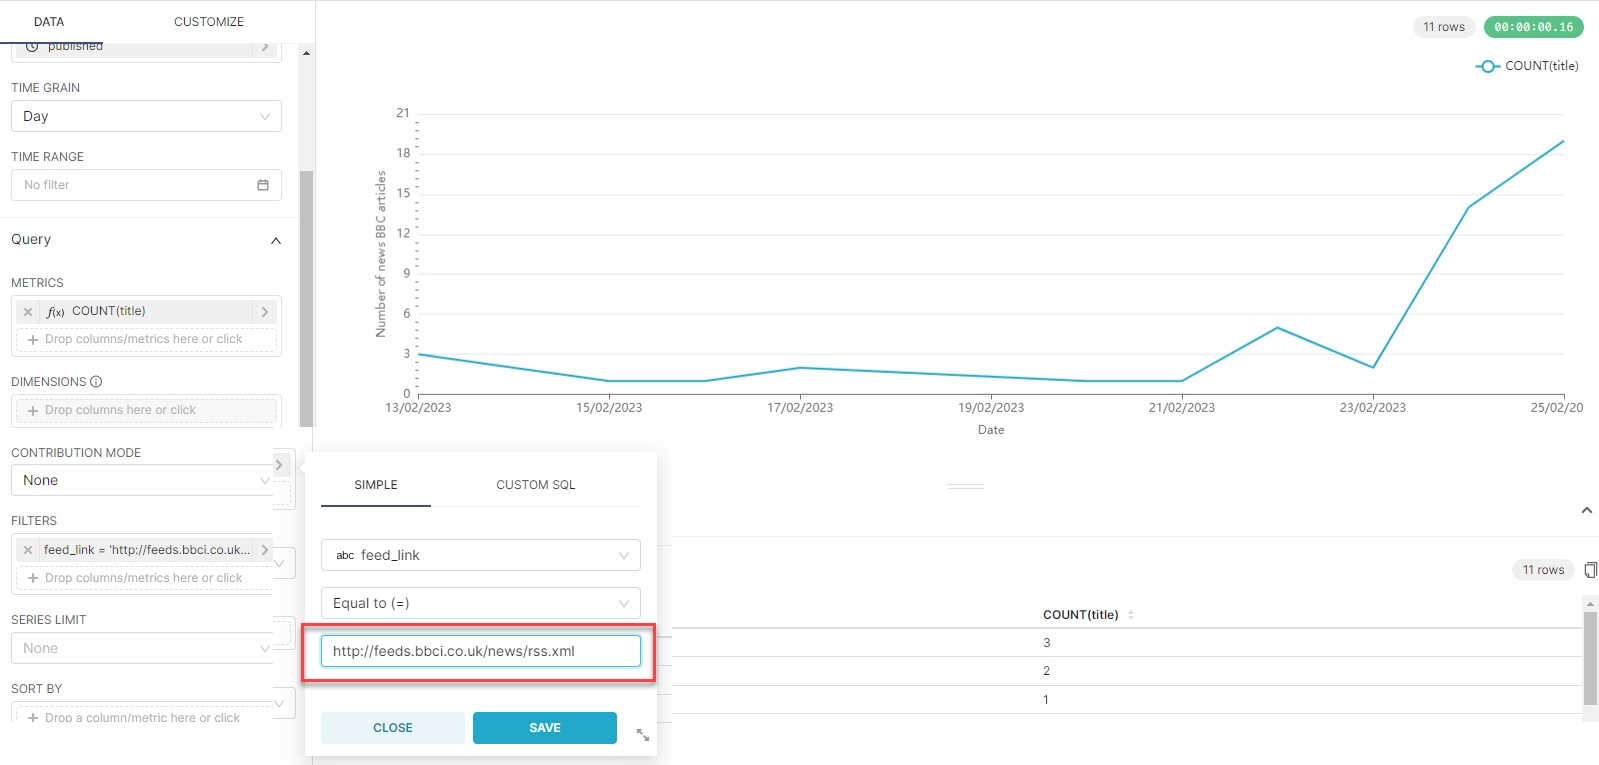 DATA
CUSTOMIZE
published
TIME GRAIN
Day
TIME RANGE
No filter
Query
METRICS
f(x) COUNT(title)
Drop columns/metrics here or click
DIMENSIONS
Drop columns here or click
CONTRIBUTION MODE
None
FILTERS
feed_link = 'http://feeds.bbci.co.uk...
Drop columns/metrics here or click
SERIES LIMIT
None
SORT BY
Drop a column/metric here or click
11 rows
00:00:00.16
COUNT(title)
21
18
15
12
9
6
3
0
Number of news BBC articles
13/02/2023
15/02/2023
17/02/2023
19/02/2023
21/02/2023
23/02/2023
25/02/20
Date
SIMPLE
CUSTOM SQL
abc feed_link
Equal to (=)
http://feeds.bbci.co.uk/news/rss.xml
CLOSE
SAVE
11 rows
COUNT(title)
3
2
1